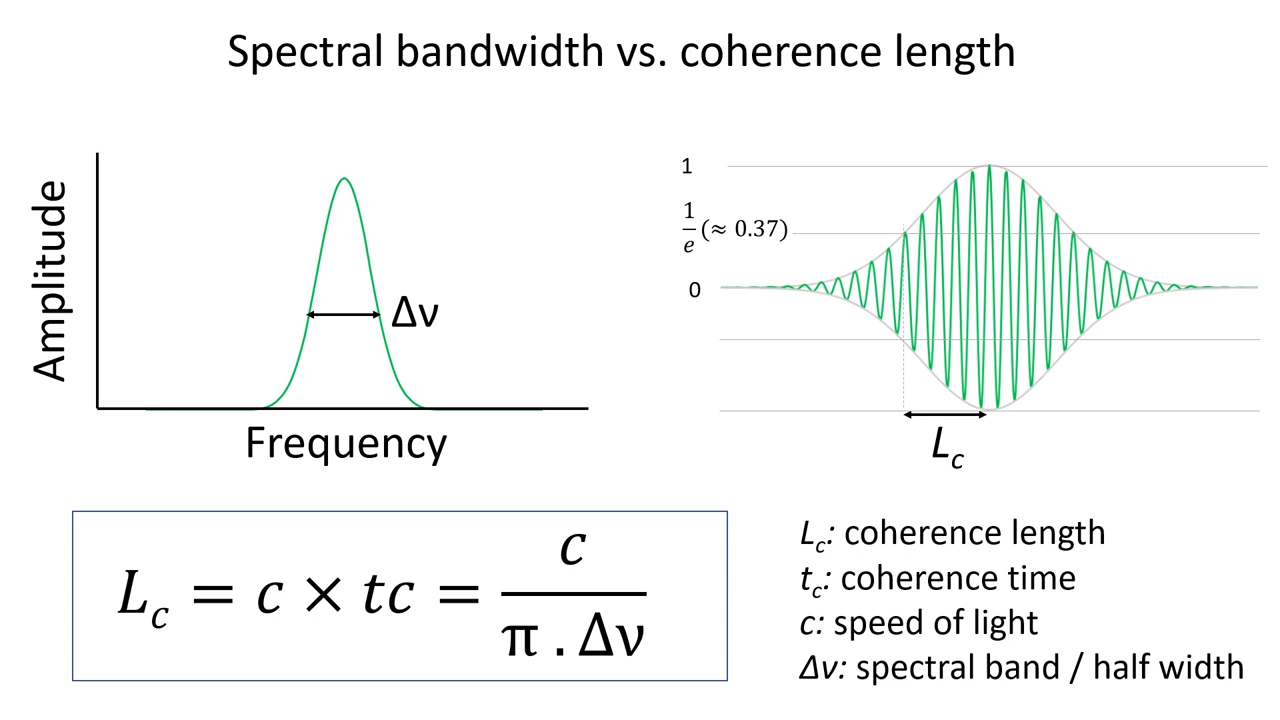 Spectral bandwidth vs. coherence length
Amplitude
Δν
Frequency
1
1/e (≈ 0.37)
0
L_c
L_c = c × tc = c / (π . Δν)
L_c: coherence length
t_c: coherence time
c: speed of light
Δν: spectral band / half width